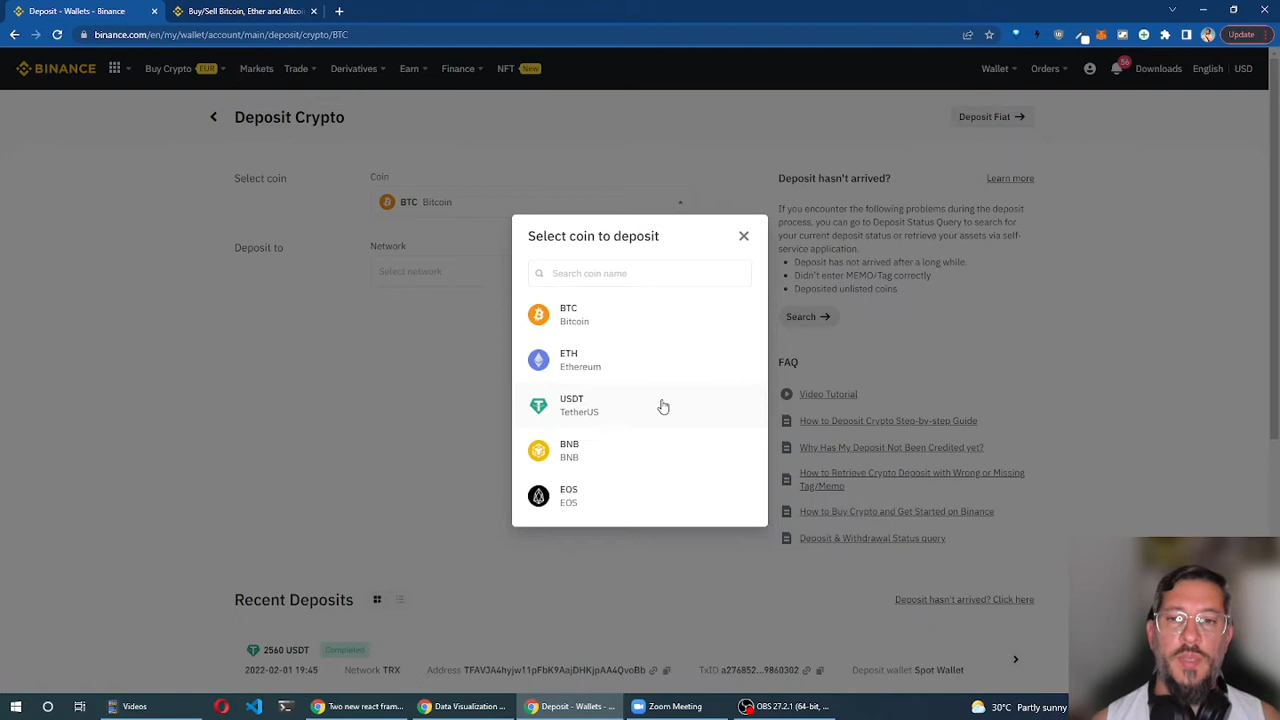 Deposit - Wallets - Binance
Buy/Sell Bitcoin, Ether and Altcoi
binance.com/en/my/wallet/account/main/deposit/crypto/BTC
Update
BINANCE
Buy Crypto EUR
Markets
Trade
Derivatives
Earn
Finance
NFT New
Wallet
Orders
56
Downloads
English
USD
Deposit Crypto
Deposit Fiat
Select coin
Coin
BTC Bitcoin
Deposit to
Network
Select network
Select coin to deposit
Search coin name
BTC
Bitcoin
ETH
Ethereum
USDT
TetherUS
BNB
BNB
EOS
EOS
Deposit hasn't arrived?
Learn more
If you encounter the following problems during the deposit
process, you can go to Deposit Status Query to search for
your current deposit status or retrieve your assets via self-
service application.
Deposit has not arrived after a long while.
Didn't enter MEMO/Tag correctly
Deposited unlisted coins
Search
FAQ
Video Tutorial
How to Deposit Crypto Step-by-step Guide
Why Has My Deposit Not Been Credited yet?
How to Retrieve Crypto Deposit with Wrong or Missing
Tag/Memo
How to Buy Crypto and Get Started on Binance
Deposit & Withdrawal Status query
Recent Deposits
Deposit hasn't arrived? Click here
2560 USDT
Completed
2022-02-01 19:45
Network TRX
Address TFAVJA4hyjw11pFbK9AajDHKjpAA4QvoBb
TxID a276852...9860302
Deposit wallet Spot Wallet
Videos
Two new react fram...
Data Visualization ...
Deposit - Wallets - ...
Zoom Meeting
OBS 27.2.1 (64-bit, ...
30°C Partly sunny